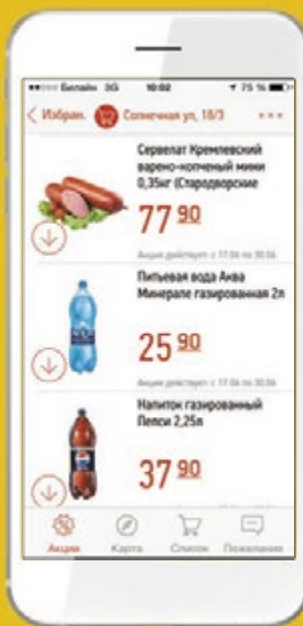 Билайн 3G 10:02 75 %
Избран. Солнечная ул, 18/3
Сервелат Кремлевский
варено-копченый мини
0,35кг (Стародворские
77 90
Акция действует: с 17.06 по 30.06
Питьевая вода Аква
Минерале газированная 2л
25 90
Акция действует: с 17.06 по 30.06
Напиток газированный
Пепси 2,25л
37 90
Акции Карта Список Пожелания